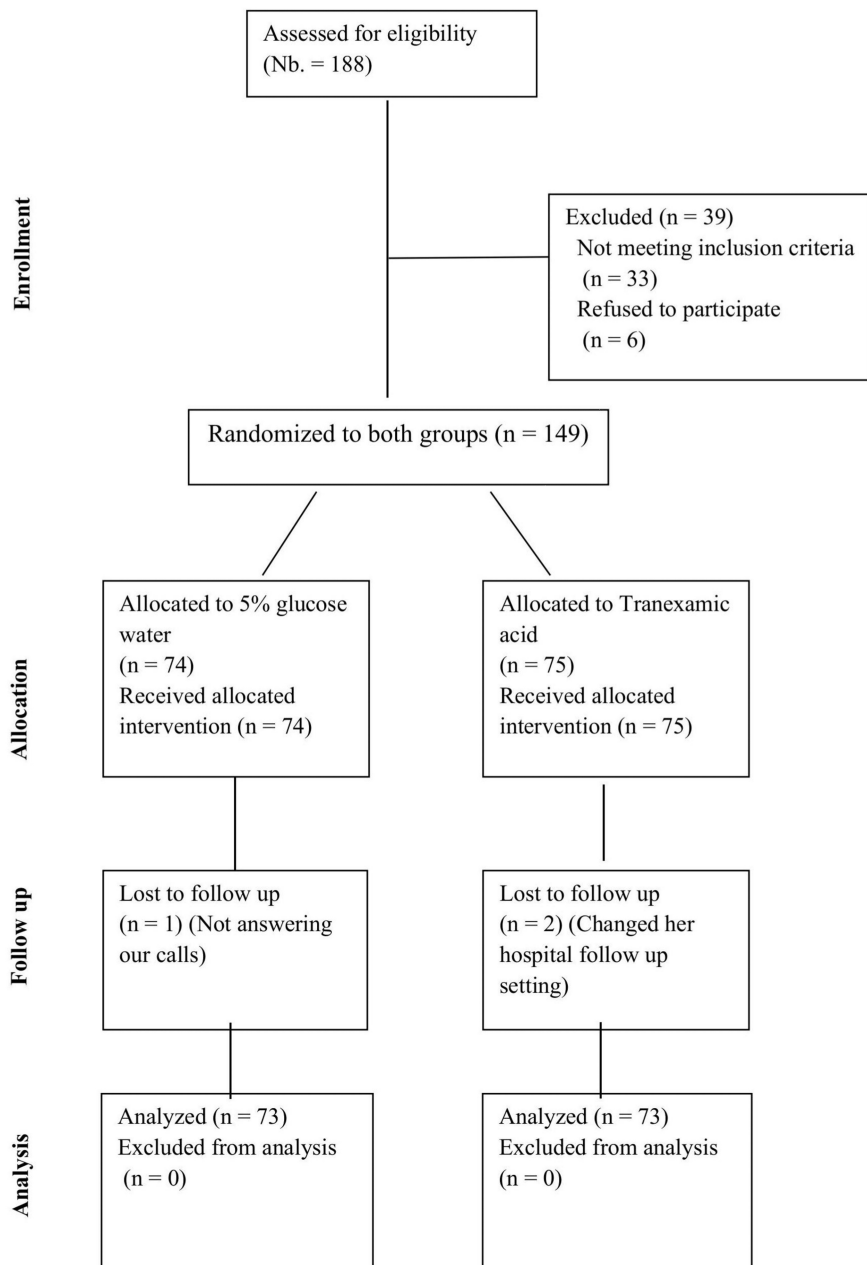 Assessed for eligibility
(Nb. = 188)
Enrollment
Excluded (n = 39)
Not meeting inclusion criteria
(n = 33)
Refused to participate
(n = 6)
Randomized to both groups (n = 149)
Allocation
Allocated to 5% glucose
water
(n = 74)
Received allocated
intervention (n = 74)
Allocated to Tranexamic
acid
(n = 75)
Received allocated
intervention (n = 75)
Follow up
Lost to follow up
(n = 1) (Not answering
our calls)
Lost to follow up
(n = 2) (Changed her
hospital follow up
setting)
Analysis
Analyzed (n = 73)
Excluded from analysis
(n = 0)
Analyzed (n = 73)
Excluded from analysis
(n = 0)